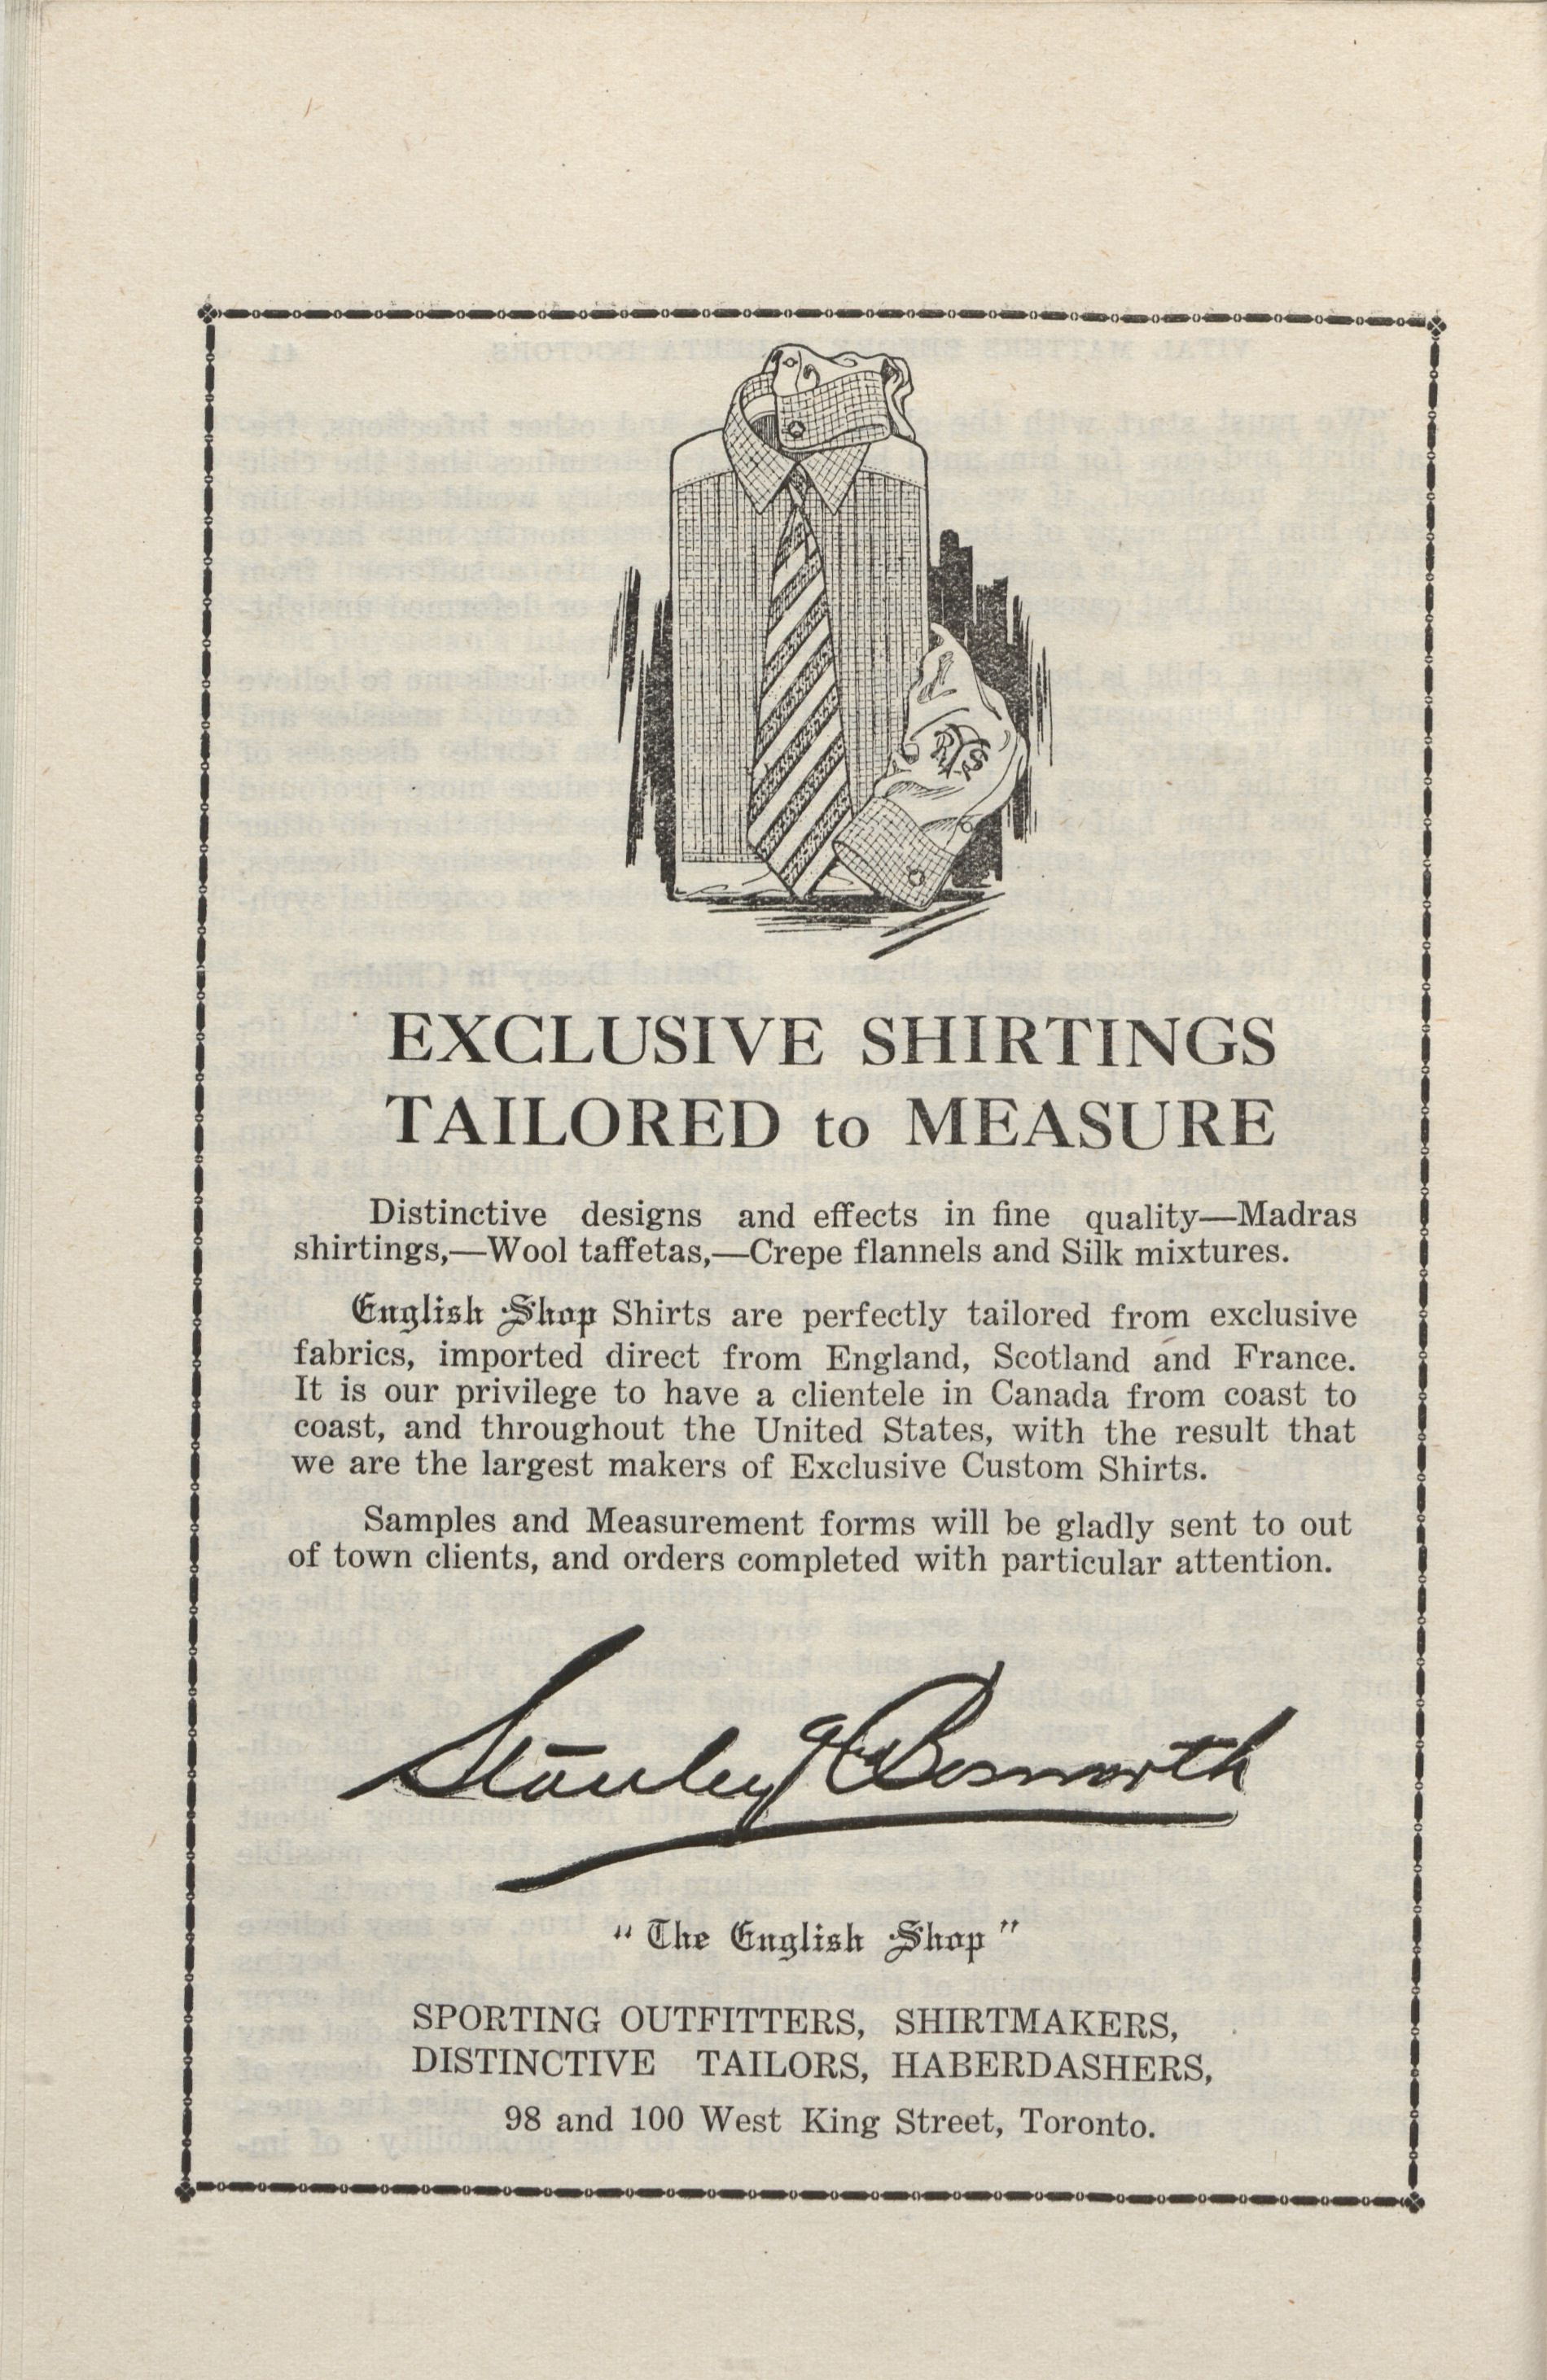 EXCLUSIVE SHIRTINGS
TAILORED to MEASURE
Distinctive designs and effects in fine quality—Madras
shirtings,—Wool taffetas,—Crepe flannels and Silk mixtures.
English Shop Shirts are perfectly tailored from exclusive
fabrics, imported direct from England, Scotland and France.
It is our privilege to have a clientele in Canada from coast to
coast, and throughout the United States, with the result that
we are the largest makers of Exclusive Custom Shirts.
Samples and Measurement forms will be gladly sent to out
of town clients, and orders completed with particular attention.
Stanley H Bosworth
"The English Shop"
SPORTING OUTFITTERS, SHIRTMAKERS,
DISTINCTIVE TAILORS, HABERDASHERS,
98 and 100 West King Street, Toronto.